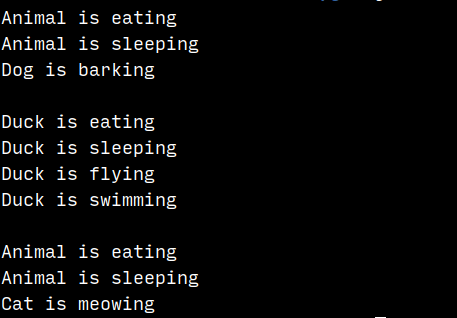 Animal is eating
Animal is sleeping
Dog is barking

Duck is eating
Duck is sleeping
Duck is flying
Duck is swimming

Animal is eating
Animal is sleeping
Cat is meowing